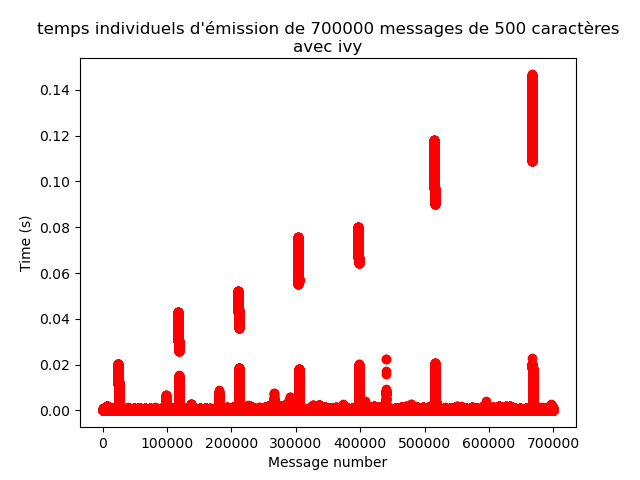 temps individuels d'émission de 700000 messages de 500 caractères
avec ivy
0.14
0.12
0.10
0.08
0.06
0.04
0.02
0.00
Time (s)
0 100000 200000 300000 400000 500000 600000 700000
Message number